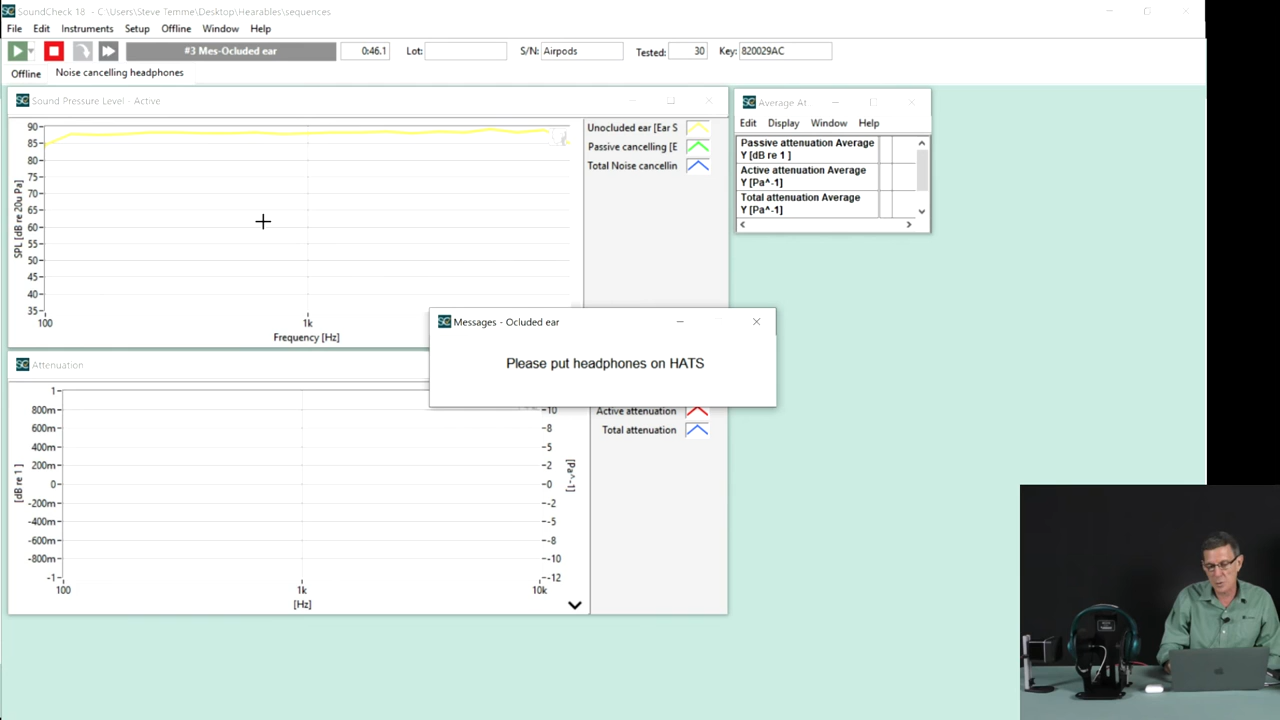 SoundCheck 18 - C:\Users\Steve Temme\Desktop\Hearables\sequences
File Edit Instruments Setup Offline Window Help
#3 Mes-Ocluded ear 0:46.1 Lot: S/N: Airpods Tested: 30 Key: 820029AC
Offline Noise cancelling headphones
Sound Pressure Level - Active
90
85
80
75
70
65
60
55
50
45
40
35
SPL [dB re 20u Pa]
100 1k
Frequency [Hz]
Unocluded ear [Ear S
Passive cancelling [E
Total Noise cancellin
Average At
Edit Display Window Help
Passive attenuation Average
Y [dB re 1 ]
Active attenuation Average
Y [Pa^-1]
Total attenuation Average
Y [Pa^-1]
Messages - Ocluded ear
Please put headphones on HATS
Attenuation
1
800m
600m
400m
200m
0
-200m
-400m
-600m
-800m
-1
[dB re 1 ]
-10
-8
-5
-2
-0
-2
-5
-8
-10
-12
[Pa^-1]
100 1k 10k
[Hz]
Active attenuation
Total attenuation